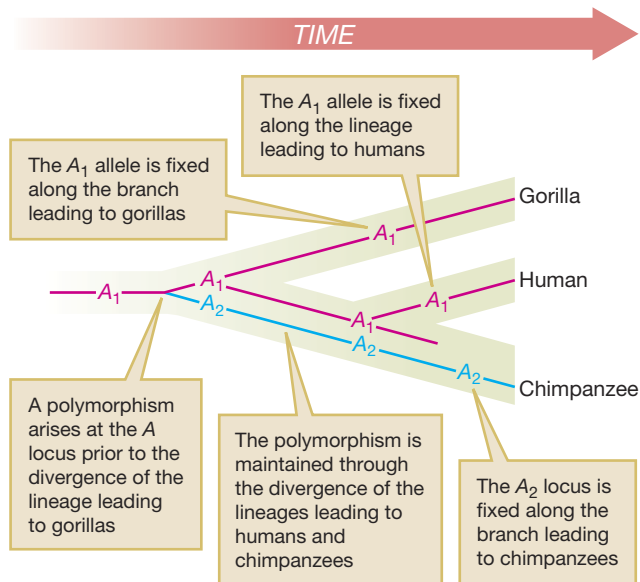 TIME
The A1 allele is fixed
along the lineage
leading to humans
The A1 allele is fixed
along the branch
leading to gorillas
Gorilla
A1
A1
Human
A1
A1
A2
A1
A2
A2
Chimpanzee
A polymorphism
arises at the A
locus prior to the
divergence of the
lineage leading
to gorillas
The polymorphism is
maintained through
the divergence of the
lineages leading to
humans and
chimpanzees
The A2 locus is
fixed along the
branch leading
to chimpanzees